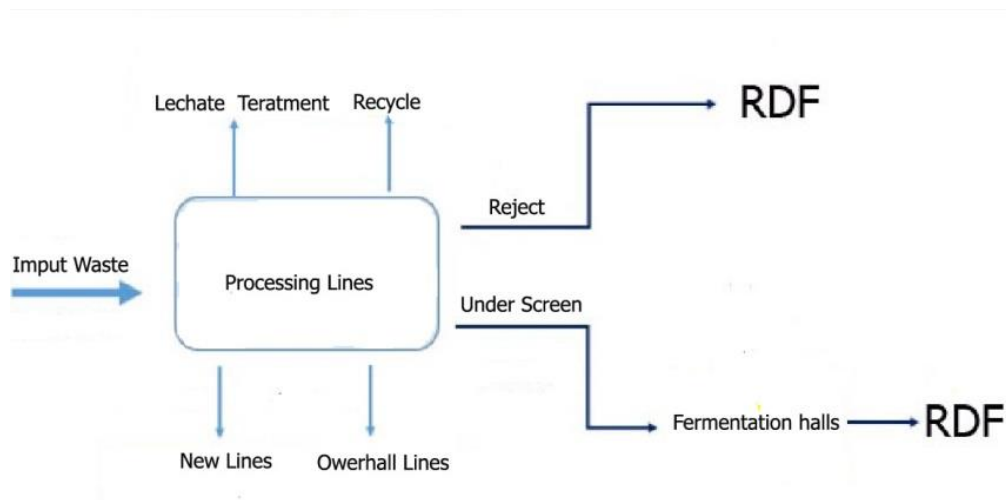 Lechate Teratment
Recycle
RDF
Reject
Imput Waste
Processing Lines
Under Screen
Fermentation halls
RDF
New Lines
Owerhall Lines